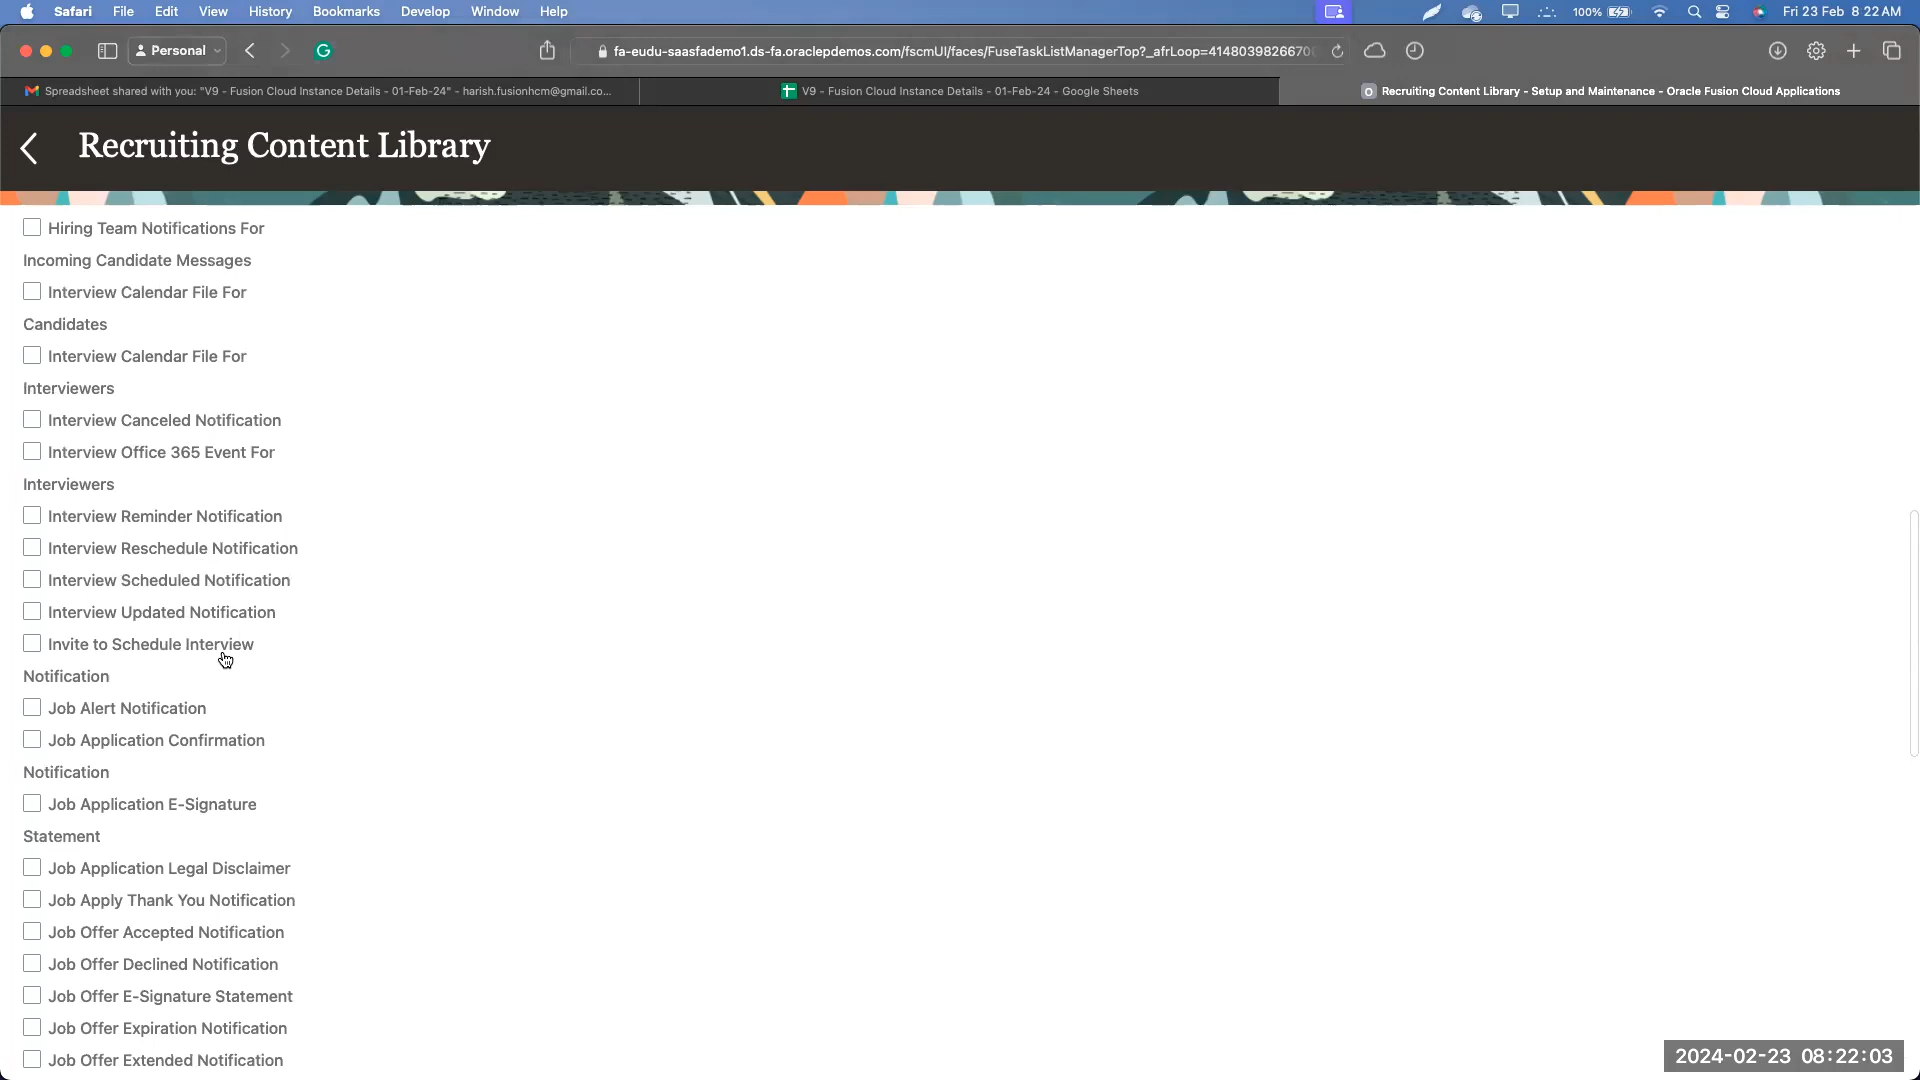 Safari File Edit View History Bookmarks Develop Window Help 100% Fri 23 Feb 8 22 AM
Personal fa-eudu-saasfademo1.ds-fa.oraclepdemos.com/fscmUI/faces/FuseTaskListManagerTop?_afrLoop=4148039826670
Spreadsheet shared with you: "V9 - Fusion Cloud Instance Details - 01-Feb-24" - harish.fusionhcm@gmail.co... V9 - Fusion Cloud Instance Details - 01-Feb-24 - Google Sheets Recruiting Content Library - Setup and Maintenance - Oracle Fusion Cloud Applications
Recruiting Content Library
Hiring Team Notifications For
Incoming Candidate Messages
Interview Calendar File For
Candidates
Interview Calendar File For
Interviewers
Interview Canceled Notification
Interview Office 365 Event For
Interviewers
Interview Reminder Notification
Interview Reschedule Notification
Interview Scheduled Notification
Interview Updated Notification
Invite to Schedule Interview
Notification
Job Alert Notification
Job Application Confirmation
Notification
Job Application E-Signature
Statement
Job Application Legal Disclaimer
Job Apply Thank You Notification
Job Offer Accepted Notification
Job Offer Declined Notification
Job Offer E-Signature Statement
Job Offer Expiration Notification
Job Offer Extended Notification
2024-02-23 08:22:03